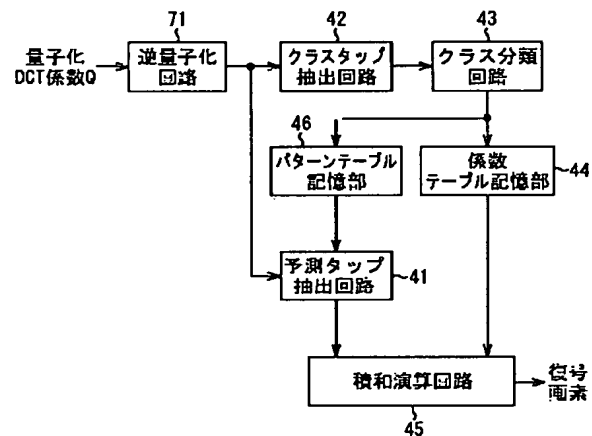 71
42
43
量子化
DCT係数Q
逆量子化
回路
クラスタップ
抽出回路
クラス分類
回路
46
パターンテーブル
記憶部
係数
テーブル記憶部
44
予測タップ
抽出回路
41
積和演算回路
復号
画素
45